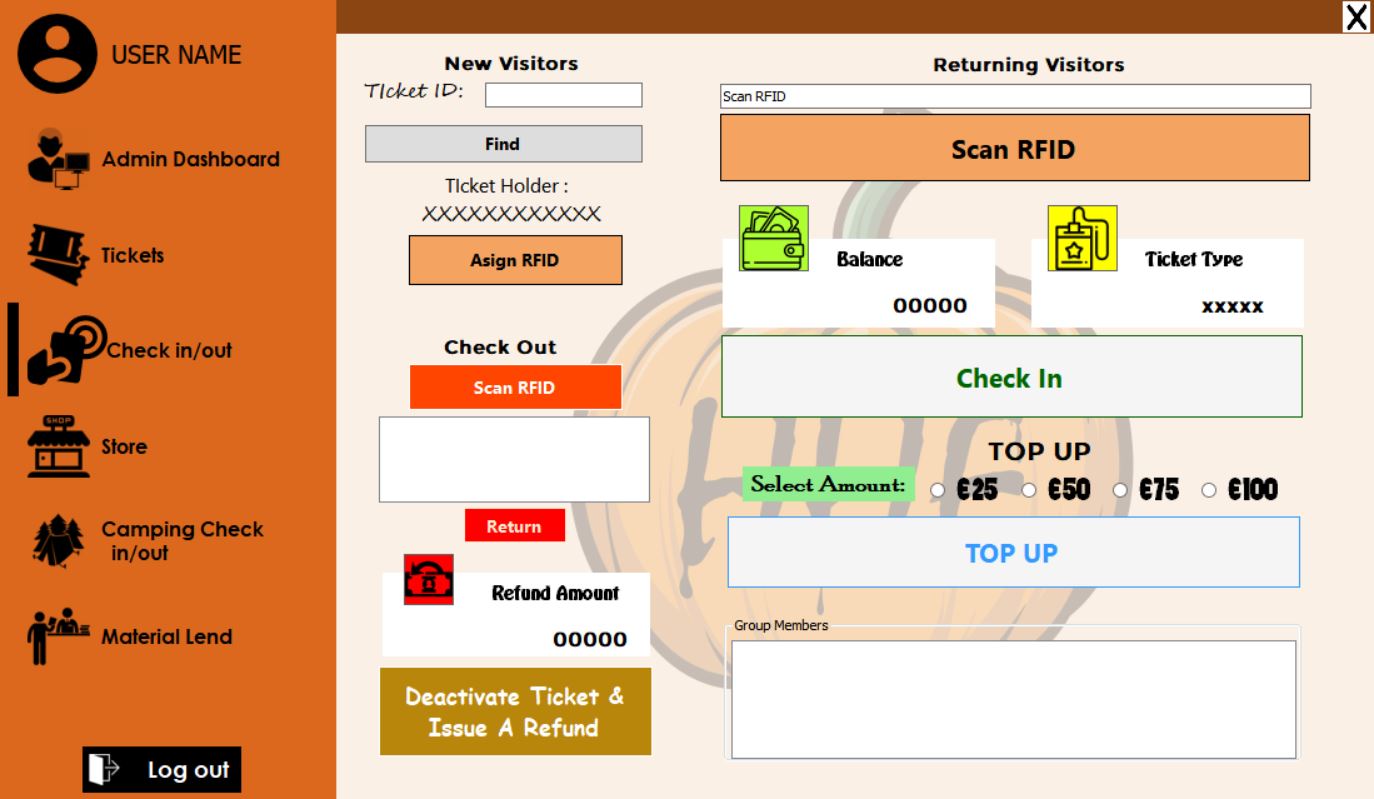 USER NAME
Admin Dashboard
Tickets
Check in/out
SHOP
Store
Camping Check
in/out
Material Lend
Log out
X
New Visitors
TIcket ID:
Find
TIcket Holder :
XXXXXXXXXXXX
Asign RFID
Check Out
Scan RFID
Return
Refund Amount
00000
Deactivate Ticket &
Issue A Refund
Returning Visitors
Scan RFID
Scan RFID
Balance
00000
Ticket Type
xxxxx
Check In
TOP UP
Select Amount: €25 €50 €75 €100
TOP UP
Group Members